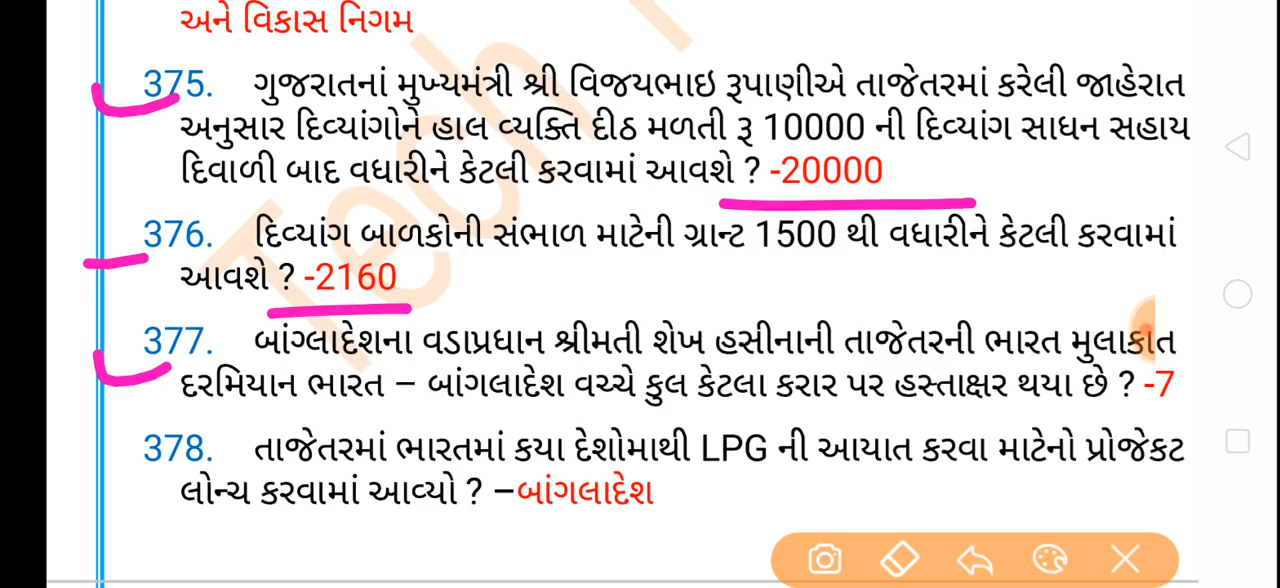 અને વિકાસ નિગમ
375. ગુજરાતનાં મુખ્યમંત્રી શ્રી વિજયભાઇ રૂપાણીએ તાજેતરમાં કરેલી જાહેરાત
અનુસાર દિવ્યાંગોને હાલ વ્યક્તિ દીઠ મળતી રૂ 10000 ની દિવ્યાંગ સાધન સહાય
દિવાળી બાદ વધારીને કેટલી કરવામાં આવશે ? -20000
376. દિવ્યાંગ બાળકોની સંભાળ માટેની ગ્રાન્ટ 1500 થી વધારીને કેટલી કરવામાં
આવશે ? -2160
377. બાંગ્લાદેશના વડાપ્રધાન શ્રીમતી શેખ હસીનાની તાજેતરની ભારત મુલાકાત
દરમિયાન ભારત – બાંગલાદેશ વચ્ચે કુલ કેટલા કરાર પર હસ્તાક્ષર થયા છે ? -7
378. તાજેતરમાં ભારતમાં કયા દેશોમાથી LPG ની આયાત કરવા માટેનો પ્રોજેકટ
લોન્ચ કરવામાં આવ્યો ? –બાંગલાદેશ
Tech